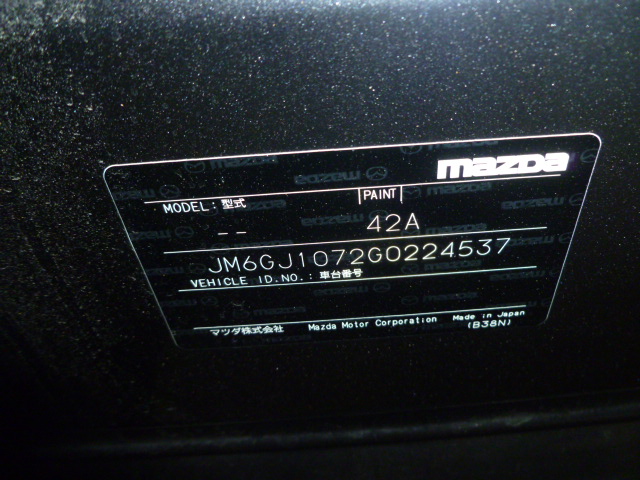 mazda
MODEL: 型式 PAINT
-- 42A
JM6GJ1072G0224537
VEHICLE ID.NO.: 車台番号
マツダ株式会社 Mazda Motor Corporation Made in Japan
(B38N)